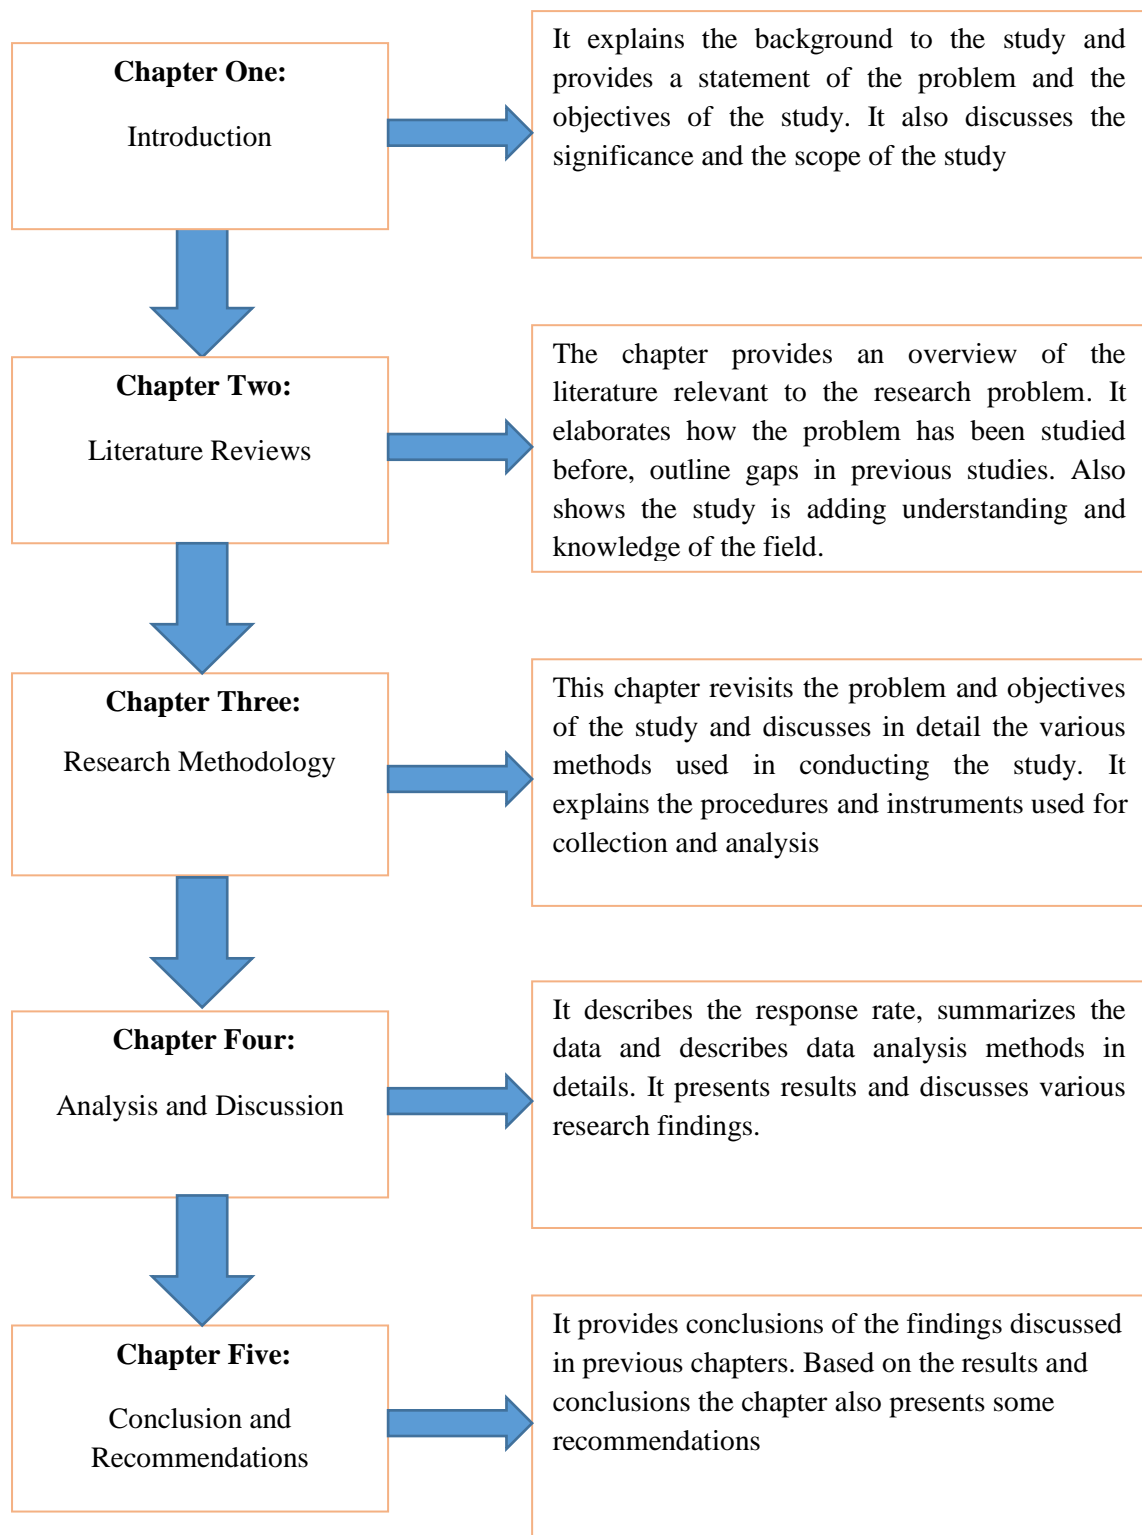 Chapter One:
Introduction
It explains the background to the study and
provides a statement of the problem and the
objectives of the study. It also discusses the
significance and the scope of the study
Chapter Two:
Literature Reviews
The chapter provides an overview of the
literature relevant to the research problem. It
elaborates how the problem has been studied
before, outline gaps in previous studies. Also
shows the study is adding understanding and
knowledge of the field.
Chapter Three:
Research Methodology
This chapter revisits the problem and objectives
of the study and discusses in detail the various
methods used in conducting the study. It
explains the procedures and instruments used for
collection and analysis
Chapter Four:
Analysis and Discussion
It describes the response rate, summarizes the
data and describes data analysis methods in
details. It presents results and discusses various
research findings.
Chapter Five:
Conclusion and
Recommendations
It provides conclusions of the findings discussed
in previous chapters. Based on the results and
conclusions the chapter also presents some
recommendations